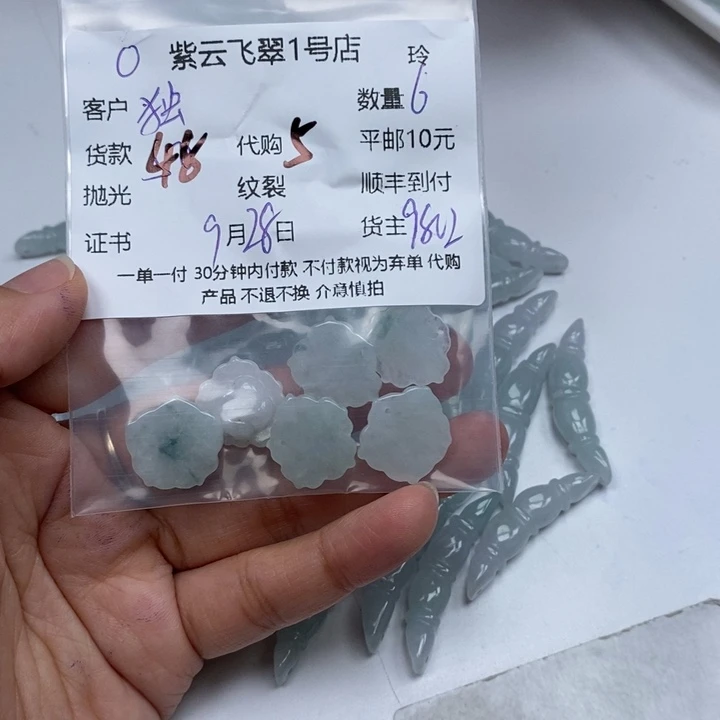 0 紫云飞翠1号店 玲
客户 独 数量 6
货款 48 代购 5 平邮10元
抛光 纹裂 顺丰到付
证书 9月28日 货主 9802
一单一付 30分钟内付款 不付款视为弃单 代购
产品 不退不换 介意慎拍